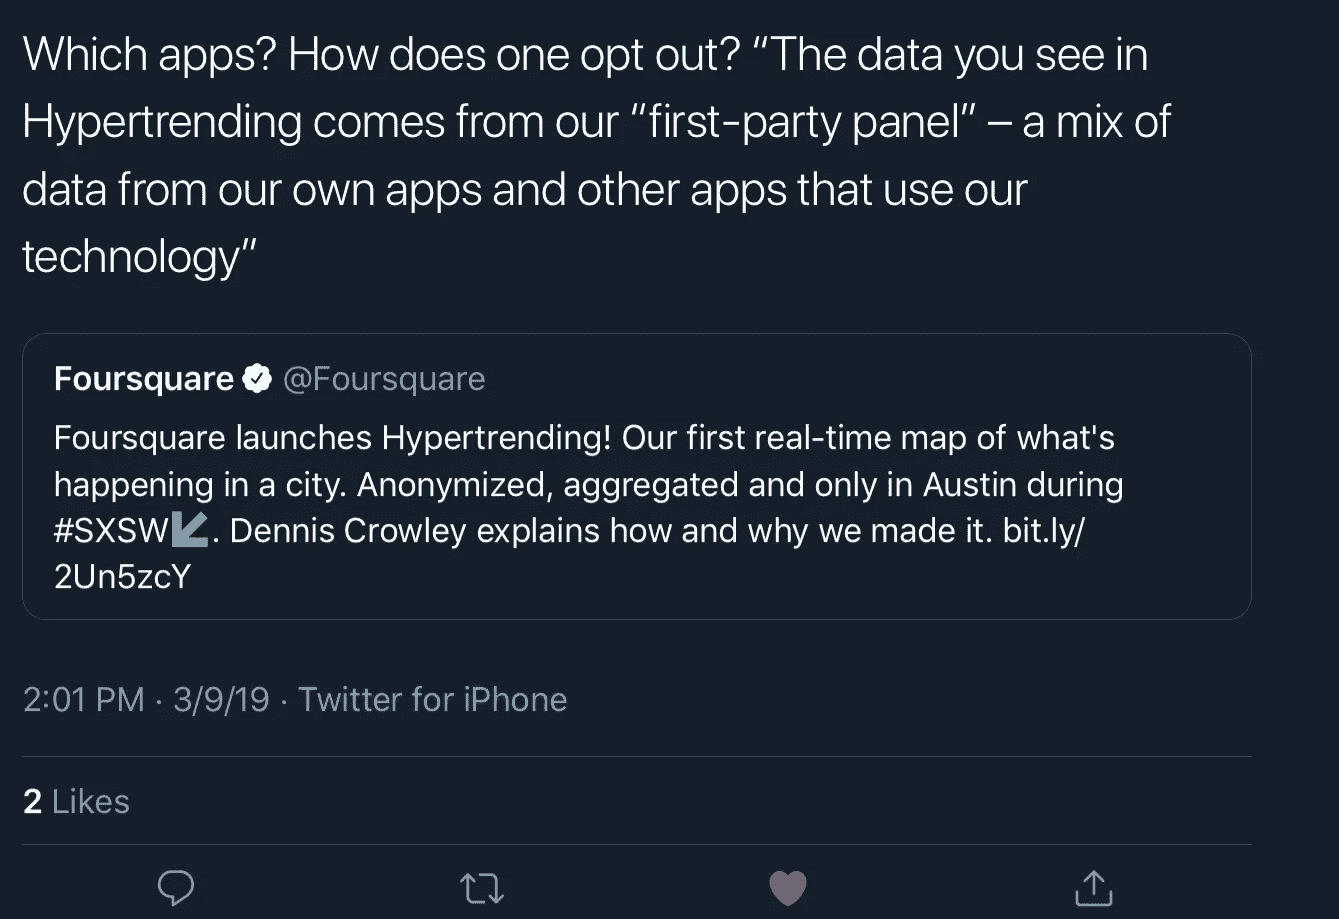 Which apps? How does one opt out? “The data you see in
Hypertrending comes from our “first-party panel” – a mix of
data from our own apps and other apps that use our
technology”
Foursquare @Foursquare
Foursquare launches Hypertrending! Our first real-time map of what's
happening in a city. Anonymized, aggregated and only in Austin during
#SXSW↙️. Dennis Crowley explains how and why we made it. bit.ly/
2Un5zcY
2:01 PM · 3/9/19 · Twitter for iPhone
2 Likes